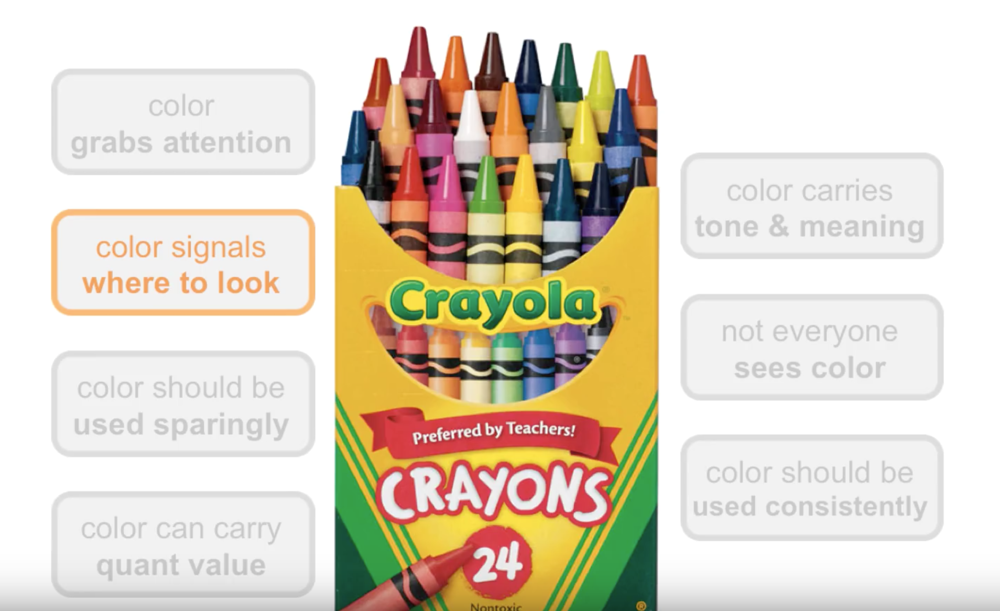 color
grabs attention
color signals
where to look
color should be
used sparingly
color can carry
quant value
Crayola
Preferred by Teachers!
CRAYONS
24
Nontoxic
color carries
tone & meaning
not everyone
sees color
color should be
used consistently